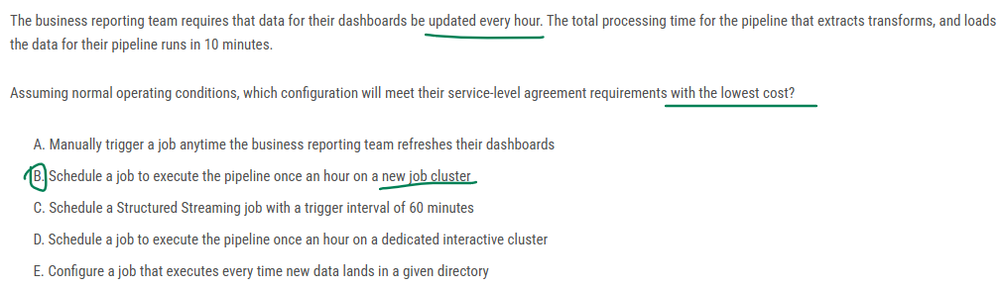 The business reporting team requires that data for their dashboards be updated every hour. The total processing time for the pipeline that extracts transforms, and loads
the data for their pipeline runs in 10 minutes.
Assuming normal operating conditions, which configuration will meet their service-level agreement requirements with the lowest cost?
A. Manually trigger a job anytime the business reporting team refreshes their dashboards
B. Schedule a job to execute the pipeline once an hour on a new job cluster
C. Schedule a Structured Streaming job with a trigger interval of 60 minutes
D. Schedule a job to execute the pipeline once an hour on a dedicated interactive cluster
E. Configure a job that executes every time new data lands in a given directory